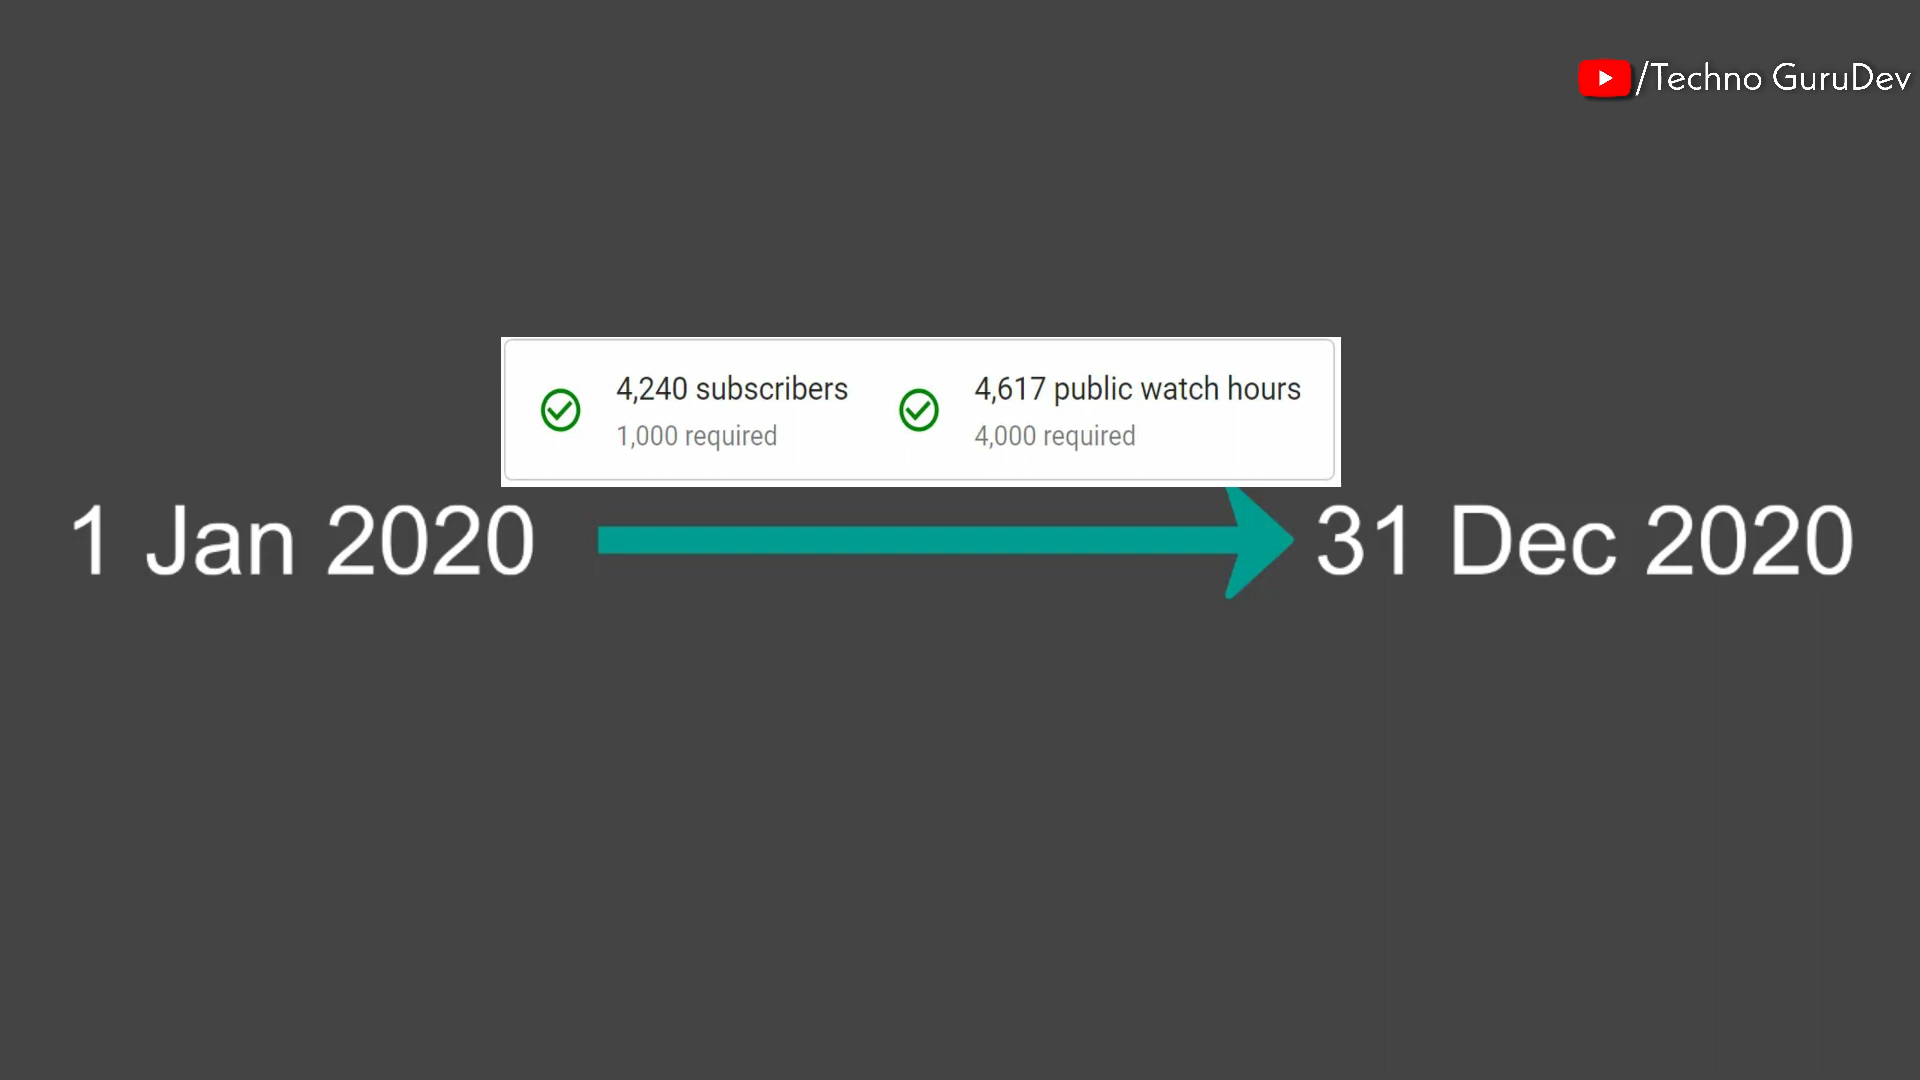 /Techno GuruDev
4,240 subscribers
1,000 required
4,617 public watch hours
4,000 required
1 Jan 2020
31 Dec 2020